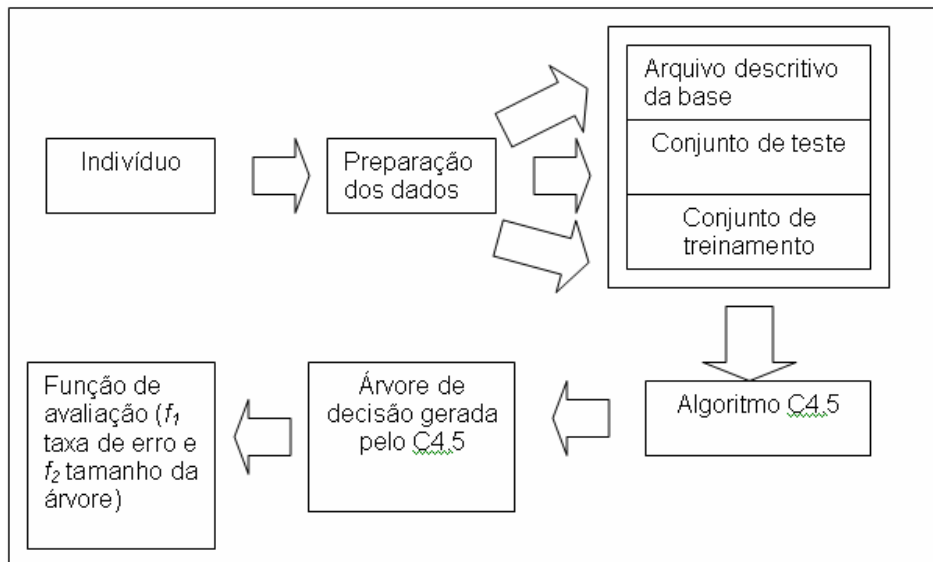 Indivíduo
Preparação
dos dados
Arquivo descritivo
da base
Conjunto de teste
Conjunto de
treinamento
Algoritmo C4.5
Árvore de
decisão gerada
pelo C4.5
Função de
avaliação (f1
taxa de erro e
f2 tamanho da
árvore)